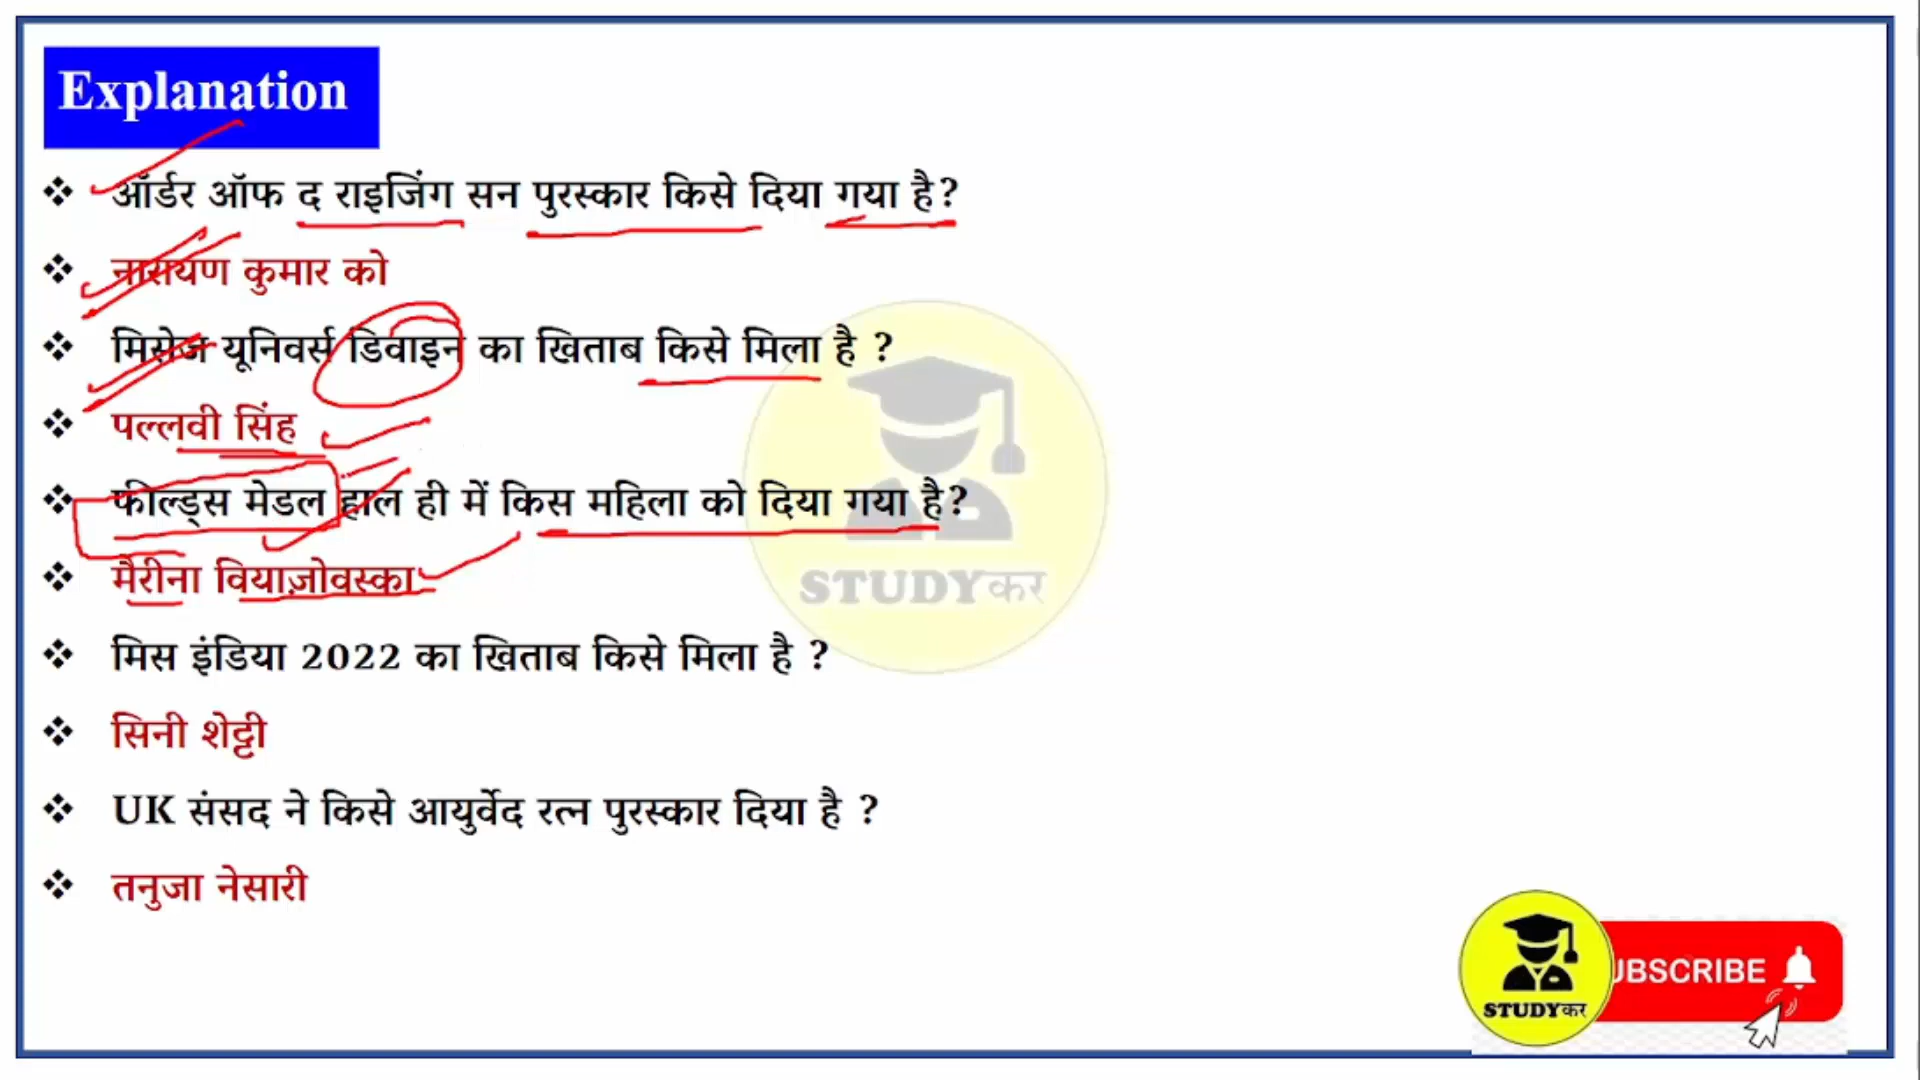 Explanation
❖ ऑर्डर ऑफ द राइजिंग सन पुरस्कार किसे दिया गया है?
❖ नारायण कुमार को
❖ मिसेज यूनिवर्स डिवाइन का खिताब किसे मिला है ?
❖ पल्लवी सिंह
❖ फील्ड्स मेडल हाल ही में किस महिला को दिया गया है?
❖ मैरीना वियाज़ोवस्का
❖ मिस इंडिया 2022 का खिताब किसे मिला है ?
❖ सिनी शेट्टी
❖ UK संसद ने किसे आयुर्वेद रत्न पुरस्कार दिया है ?
❖ तनुजा नेसारी
STUDYकर
STUDYकर
UBSCRIBE